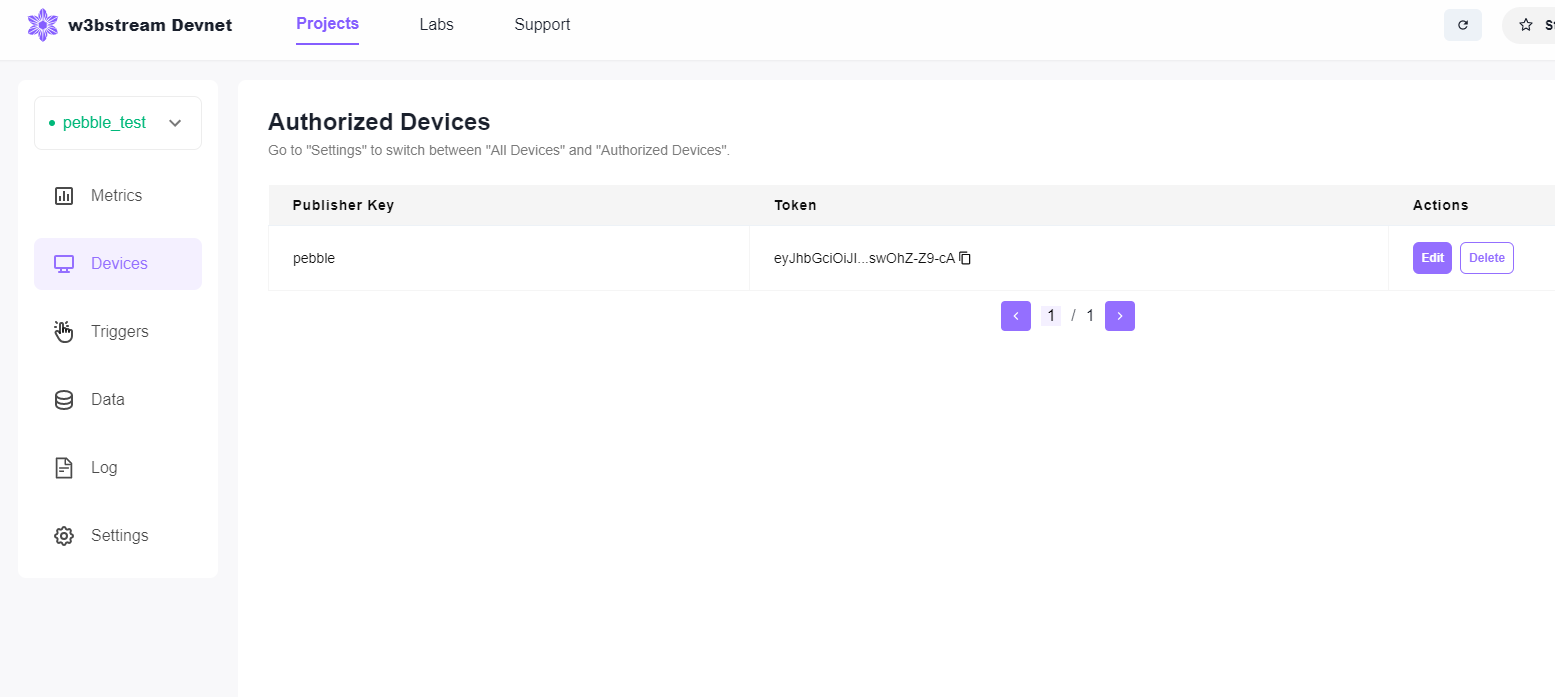 w3bstream Devnet
Projects
Labs
Support
pebble_test
Metrics
Devices
Triggers
Data
Log
Settings
Authorized Devices
Go to "Settings" to switch between "All Devices" and "Authorized Devices".
Publisher Key Token Actions
pebble eyJhbGciOiJI...swOhZ-Z9-cA Edit Delete
1 / 1